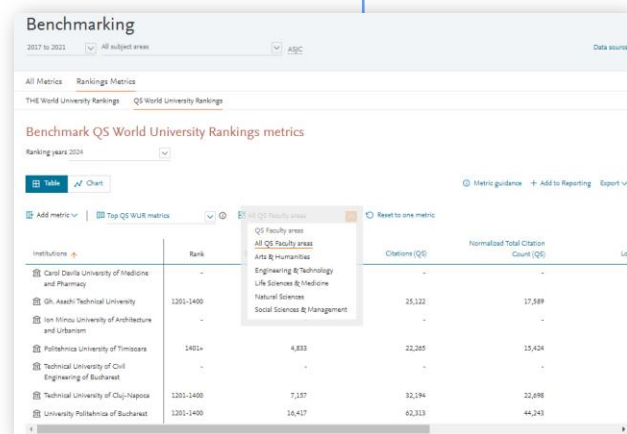 Benchmarking
2017 to 2021 All subject areas ASJC Data source
All Metrics Rankings Metrics
THE World University Rankings QS World University Rankings
Benchmark QS World University Rankings metrics
Ranking years 2024
Table Chart Metric guidance + Add to Reporting Export
Add metric Top QS WUR metrics All QS Faculty areas Reset to one metric
QS Faculty areas
All QS Faculty areas
Arts & Humanities
Engineering & Technology
Life Sciences & Medicine
Natural Sciences
Social Sciences & Management
Institutions Rank Citations (QS) Normalized Total Citation Count (QS)
Carol Davila University of Medicine and Pharmacy - - -
Gh. Asachi Technical University 1201-1400 25,122 17,589
Ion Mincu University of Architecture and Urbanism - - -
Politehnica University of Timisoara 1401+ 4,833 22,265 15,424
Technical University of Civil Engineering of Bucharest - - - -
Technical University of Cluj-Napoca 1201-1400 7,157 32,194 22,698
University Politehnica of Bucharest 1201-1400 16,417 62,313 44,243